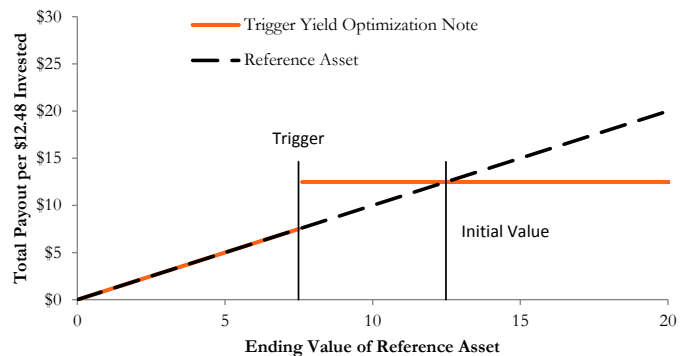 Total Payout per $12.48 Invested
$30
$25
$20
$15
$10
$5
$0
Trigger Yield Optimization Note
Reference Asset
Trigger
Initial Value
0
5
10
15
20
Ending Value of Reference Asset